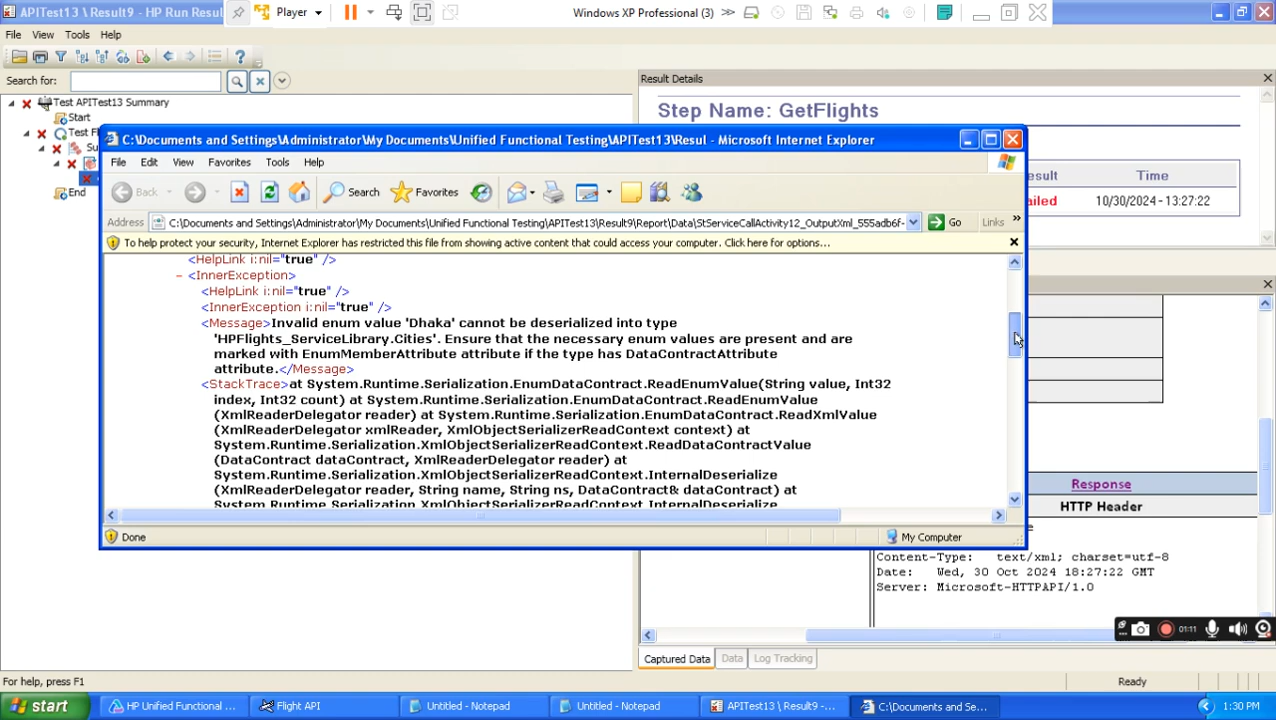 APITest13 \ Result9 - HP Run Resul
Player
Windows XP Professional (3)
File View Tools Help
Search for:
Test APITest13 Summary
Start
Test Fl
Su
End
Result Details
Step Name: GetFlights
esult Time
ailed 10/30/2024 - 13:27:22
C:\Documents and Settings\Administrator\My Documents\Unified Functional Testing\APITest13\Resul - Microsoft Internet Explorer
File Edit View Favorites Tools Help
Back Search Favorites
Address C:\Documents and Settings\Administrator\My Documents\Unified Functional Testing\APITest13\Result9\Report\Data\StServiceCallActivity12_OutputXml_555adb6f- Go Links
To help protect your security, Internet Explorer has restricted this file from showing active content that could access your computer. Click here for options...
<HelpLink i:nil="true" />
- <InnerException>
<HelpLink i:nil="true" />
<InnerException i:nil="true" />
<Message>Invalid enum value 'Dhaka' cannot be deserialized into type
'HPFlights_ServiceLibrary.Cities'. Ensure that the necessary enum values are present and are
marked with EnumMemberAttribute attribute if the type has DataContractAttribute
attribute.</Message>
<StackTrace>at System.Runtime.Serialization.EnumDataContract.ReadEnumValue(String value, Int32
index, Int32 count) at System.Runtime.Serialization.EnumDataContract.ReadEnumValue
(XmlReaderDelegator reader) at System.Runtime.Serialization.EnumDataContract.ReadXmlValue
(XmlReaderDelegator xmlReader, XmlObjectSerializerReadContext context) at
System.Runtime.Serialization.XmlObjectSerializerReadContext.ReadDataContractValue
(DataContract dataContract, XmlReaderDelegator reader) at
System.Runtime.Serialization.XmlObjectSerializerReadContext.InternalDeserialize
(XmlReaderDelegator reader, String name, String ns, DataContract& dataContract) at
System.Runtime.Serialization.XmlObjectSerializerReadContext.InternalDeserialize
Done My Computer
Response
HTTP Header
e
Content-Type: text/xml; charset=utf-8
Date: Wed, 30 Oct 2024 18:27:22 GMT
Server: Microsoft-HTTPAPI/1.0
01:11
Captured Data Data Log Tracking
For help, press F1 Ready
start HP Unified Functional ... Flight API Untitled - Notepad Untitled - Notepad APITest13 \ Result9 -... C:\Documents and Se... 1:30 PM